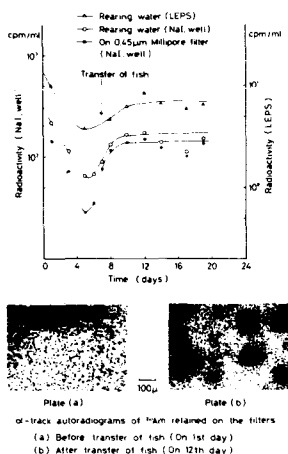 Rearing water (LEPS)
Rearing water (NaI. well)
On 0.45μm Millipore filter
(NaI. well)
cpm/ml
cpm/ml
Transfer of fish
Radioactivity (NaI. well)
Radioactivity (LEPS)
0 4 8 12 16 20 24
Time (days)
Plate (a)
100μ
Plate (b)
α-track autoradiograms of Am retained on the filters
(a) Before transfer of fish (On 1st day)
(b) After transfer of fish (On 12th day)